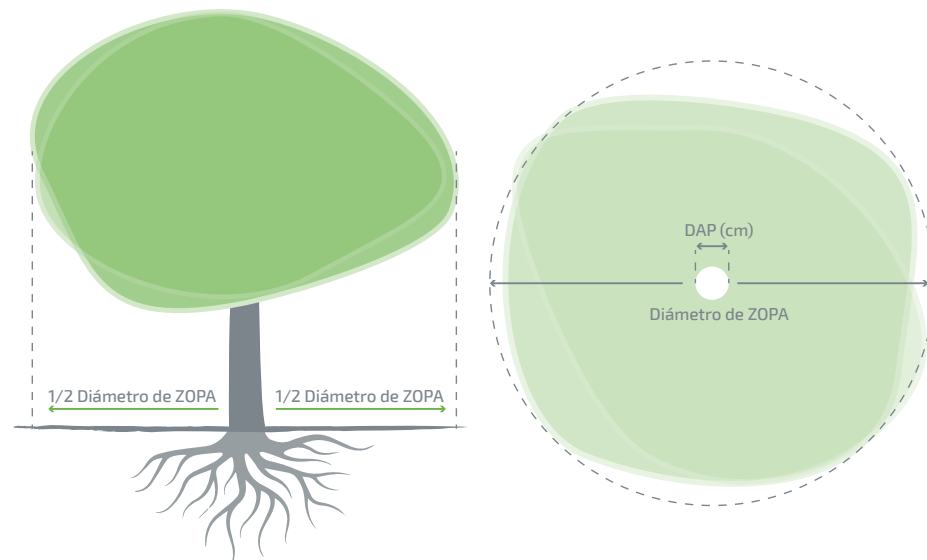 1/2 Diámetro de ZOPA
1/2 Diámetro de ZOPA
DAP (cm)
Diámetro de ZOPA